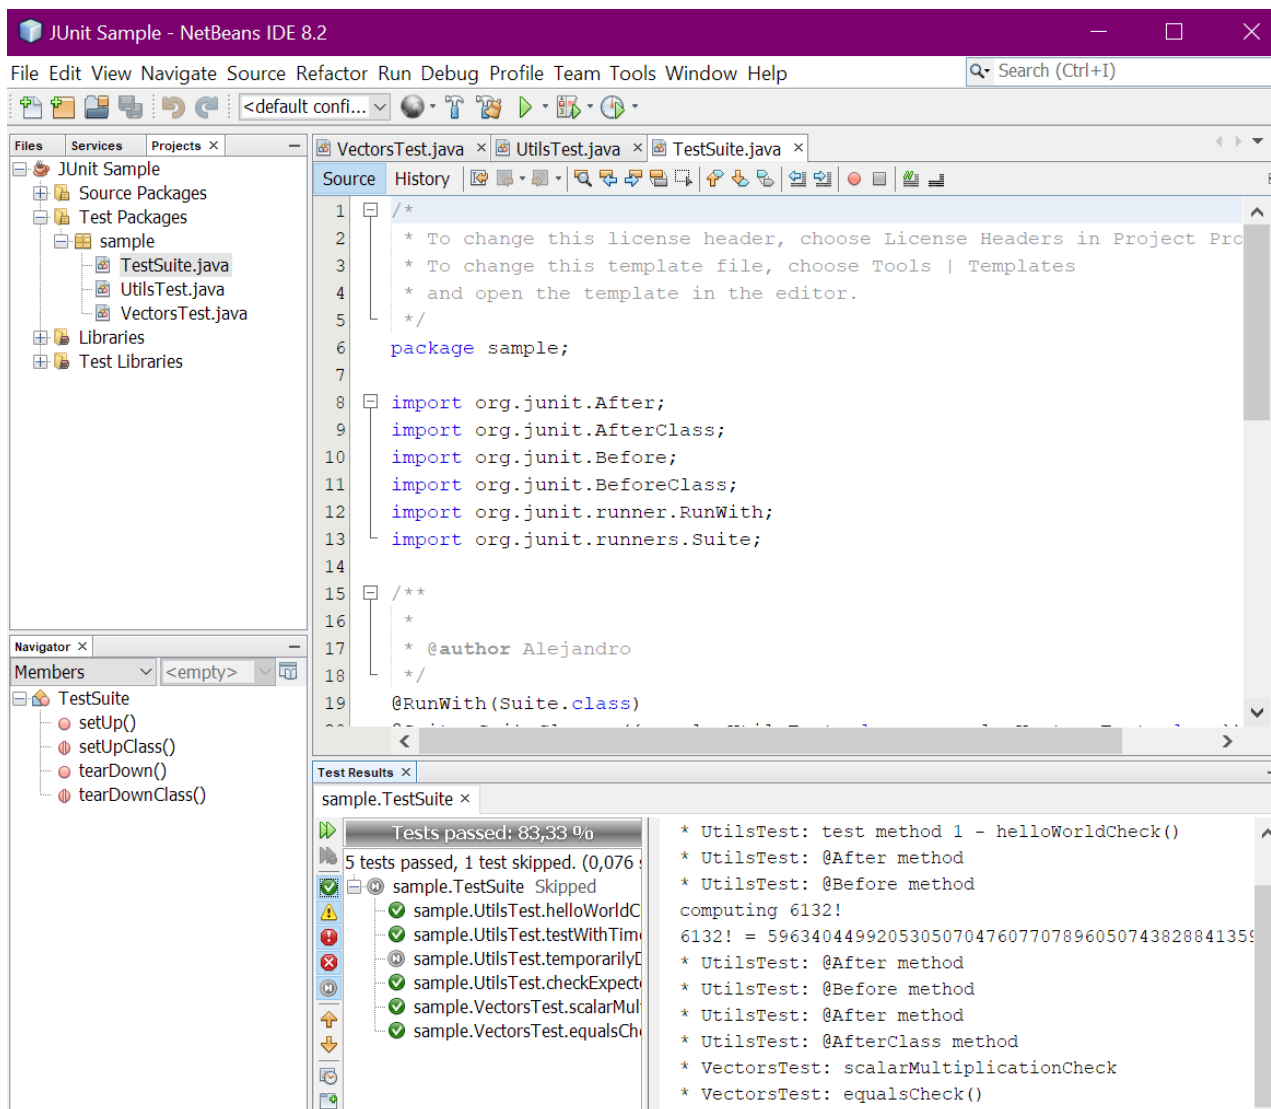 JUnit Sample - NetBeans IDE 8.2
File Edit View Navigate Source Refactor Run Debug Profile Team Tools Window Help
Search (Ctrl+I)
<default confi...
Files Services Projects
JUnit Sample
Source Packages
Test Packages
sample
TestSuite.java
UtilsTest.java
VectorsTest.java
Libraries
Test Libraries
Navigator
Members <empty>
TestSuite
setUp()
setUpClass()
tearDown()
tearDownClass()
VectorsTest.java UtilsTest.java TestSuite.java
Source History
1 /*
2 * To change this license header, choose License Headers in Project Pro
3 * To change this template file, choose Tools | Templates
4 * and open the template in the editor.
5 */
6 package sample;
7
8 import org.junit.After;
9 import org.junit.AfterClass;
10 import org.junit.Before;
11 import org.junit.BeforeClass;
12 import org.junit.runner.RunWith;
13 import org.junit.runners.Suite;
14
15 /**
16 *
17 * @author Alejandro
18 */
19 @RunWith(Suite.class)
Test Results
sample.TestSuite
Tests passed: 83,33 %
5 tests passed, 1 test skipped. (0,076 s
sample.TestSuite Skipped
sample.UtilsTest.helloWorldC
sample.UtilsTest.testWithTime
sample.UtilsTest.temporarilyD
sample.UtilsTest.checkExpecte
sample.VectorsTest.scalarMul
sample.VectorsTest.equalsChe
* UtilsTest: test method 1 - helloWorldCheck()
* UtilsTest: @After method
* UtilsTest: @Before method
computing 6132!
6132! = 59634044992053050704760770789605074382884135
* UtilsTest: @After method
* UtilsTest: @Before method
* UtilsTest: @After method
* UtilsTest: @AfterClass method
* VectorsTest: scalarMultiplicationCheck
* VectorsTest: equalsCheck()